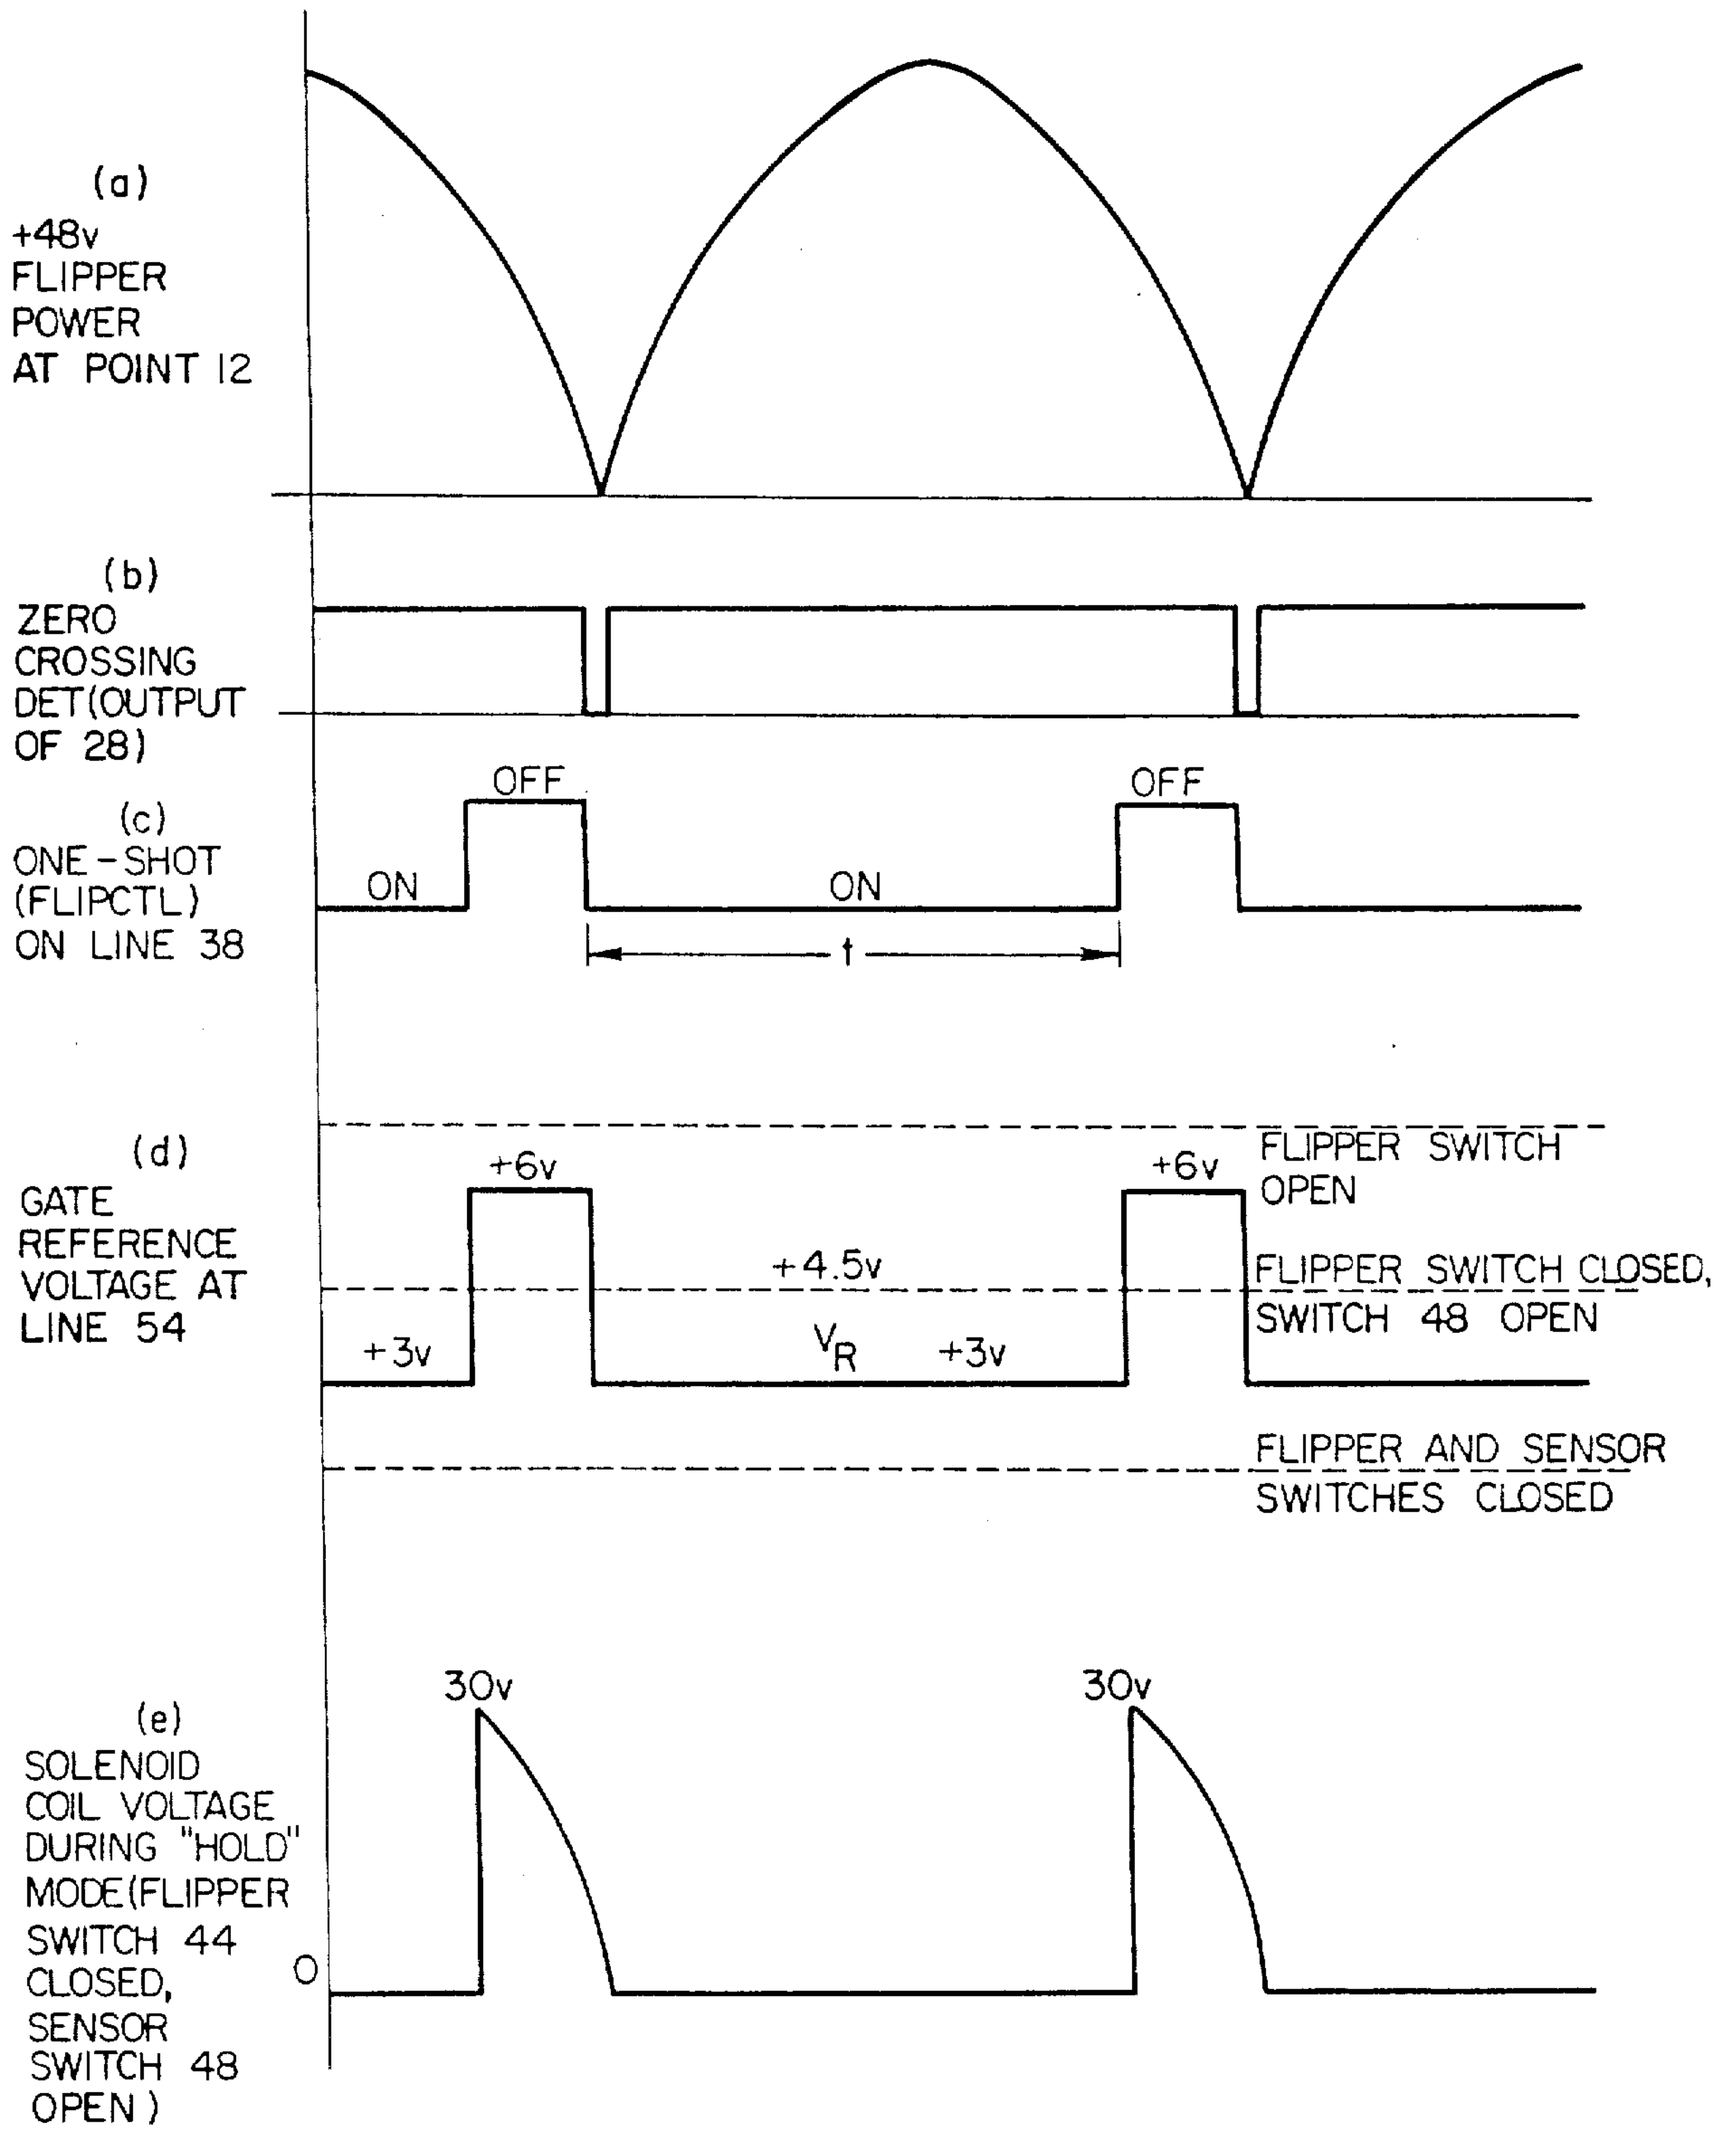 (a)
+48v
FLIPPER
POWER
AT POINT 12
(b)
ZERO
CROSSING
DET(OUTPUT
OF 28)
(c)
ONE-SHOT
(FLIPCTL)
ON LINE 38
OFF
OFF
ON
ON
t
(d)
GATE
REFERENCE
VOLTAGE AT
LINE 54
+6v
+6v
+4.5v
+3v
VR
+3v
FLIPPER SWITCH
OPEN
FLIPPER SWITCH CLOSED,
SWITCH 48 OPEN
FLIPPER AND SENSOR
SWITCHES CLOSED
(e)
SOLENOID
COIL VOLTAGE
DURING "HOLD"
MODE(FLIPPER
SWITCH 44
CLOSED,
SENSOR
SWITCH 48
OPEN)
30v
30v
0